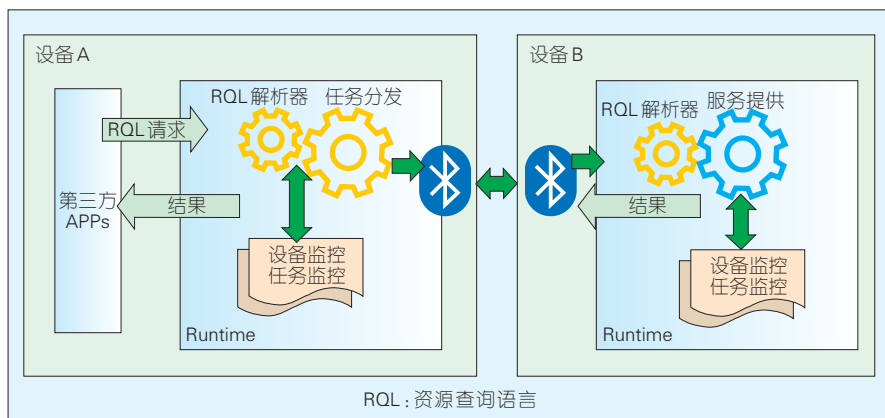 设备A
设备B
RQL解析器
任务分发
RQL请求
第三方
APPs
结果
设备监控
任务监控
Runtime
RQL解析器
服务提供
结果
设备监控
任务监控
Runtime
RQL:资源查询语言